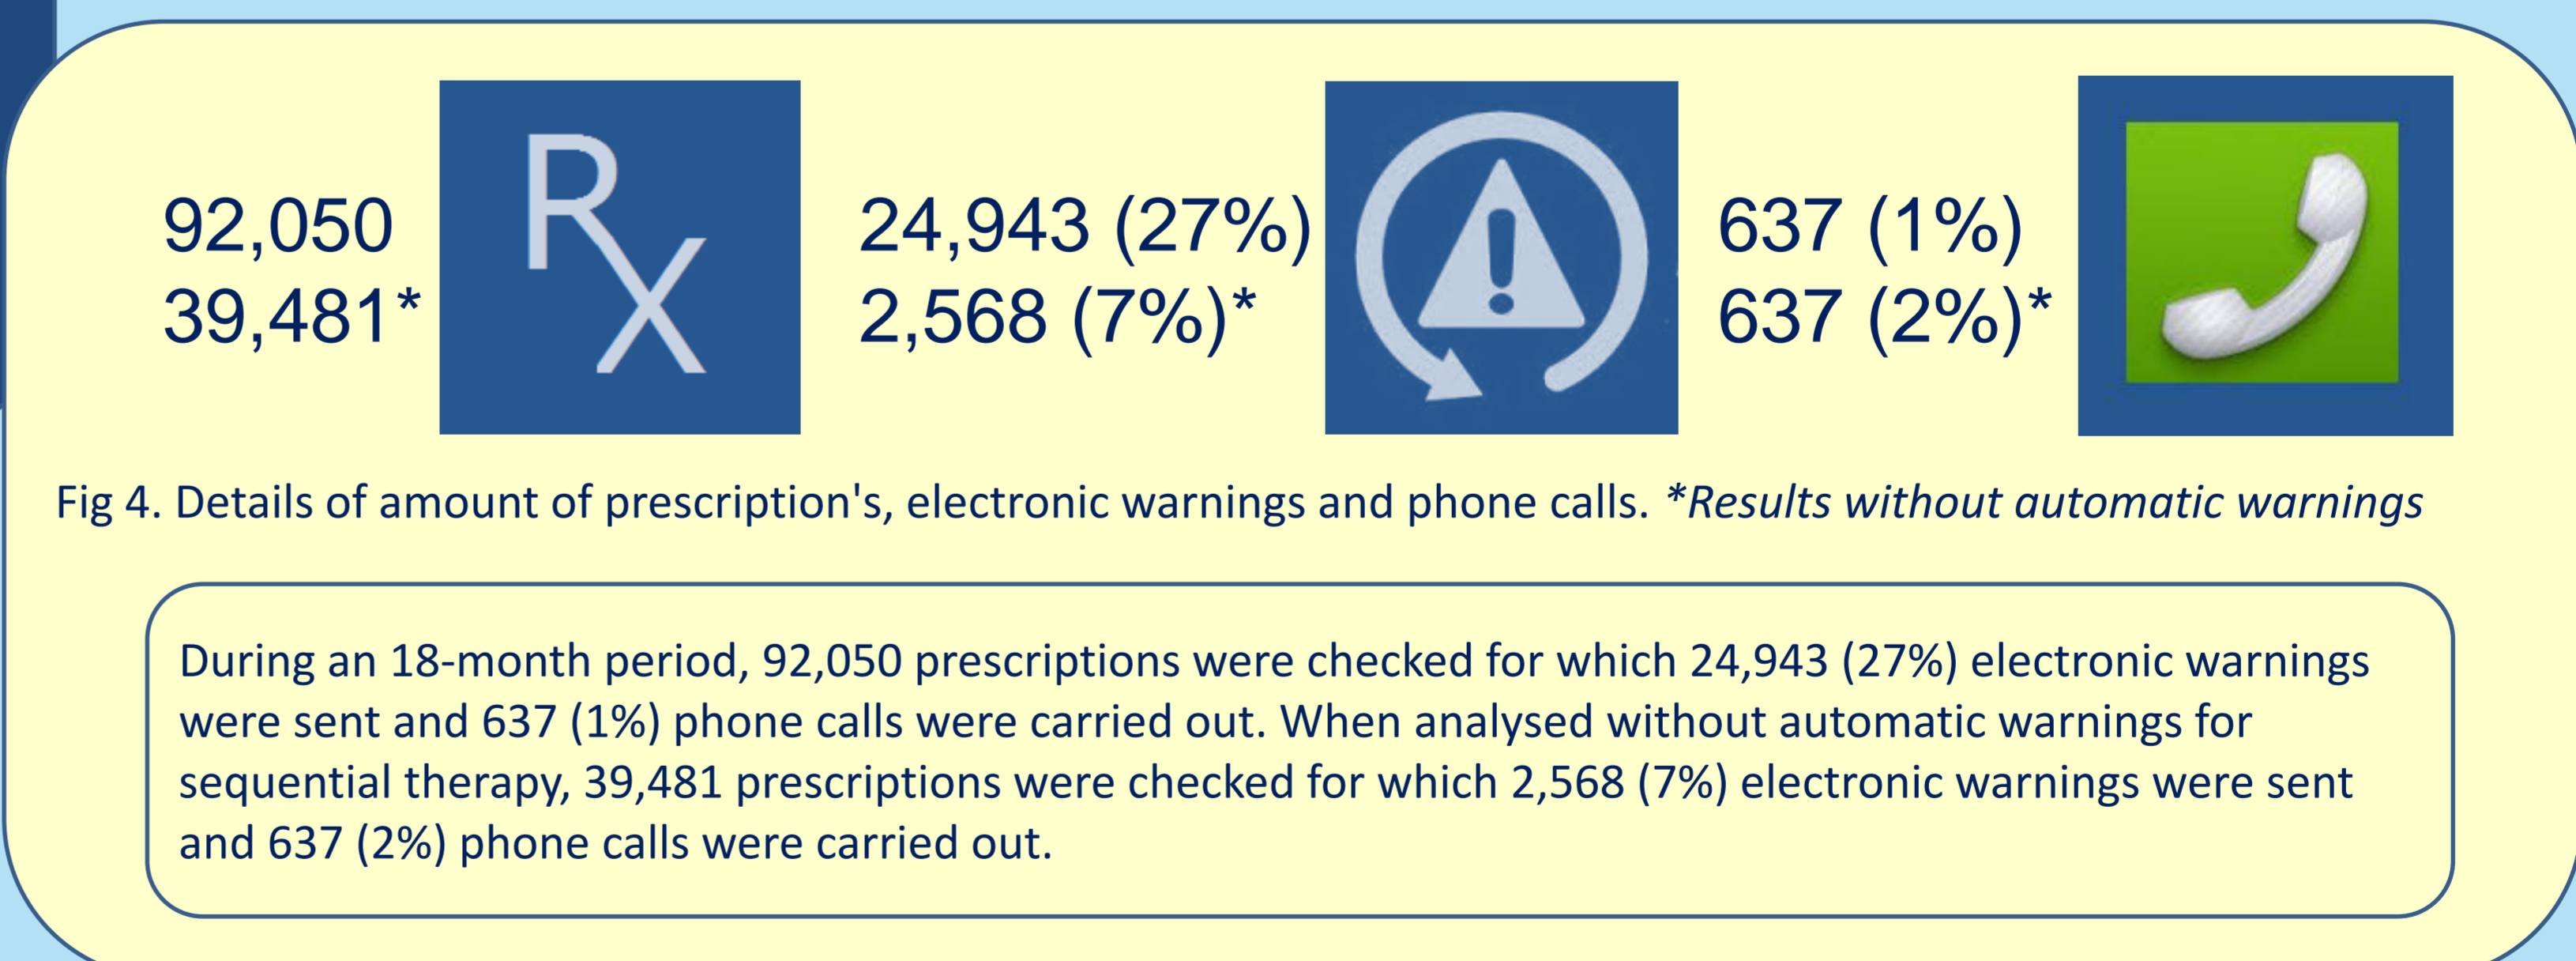 92,050
39,481*
RX
24,943 (27%)
2,568 (7%)*
!
637 (1%)
637 (2%)*
Fig 4. Details of amount of prescription's, electronic warnings and phone calls. *Results without automatic warnings
During an 18-month period, 92,050 prescriptions were checked for which 24,943 (27%) electronic warnings
were sent and 637 (1%) phone calls were carried out. When analysed without automatic warnings for
sequential therapy, 39,481 prescriptions were checked for which 2,568 (7%) electronic warnings were sent
and 637 (2%) phone calls were carried out.